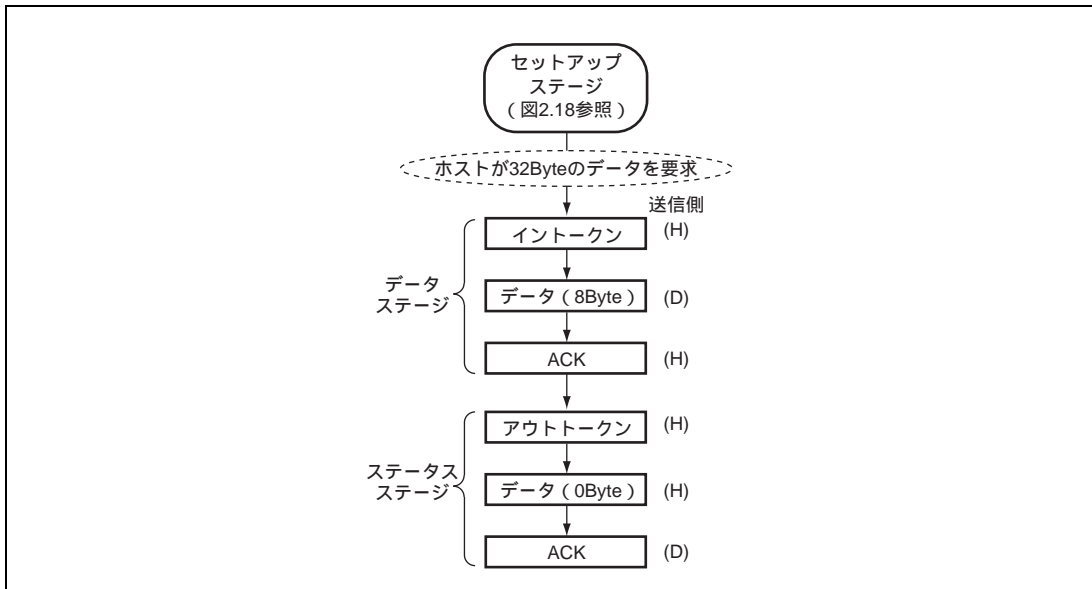 セットアップ
ステージ
（図2.18参照）
ホストが32Byteのデータを要求
送信側
イントークン
(H)
データ
ステージ
データ（8Byte）
(D)
ACK
(H)
アウトトークン
(H)
ステータス
ステージ
データ（0Byte）
(H)
ACK
(D)